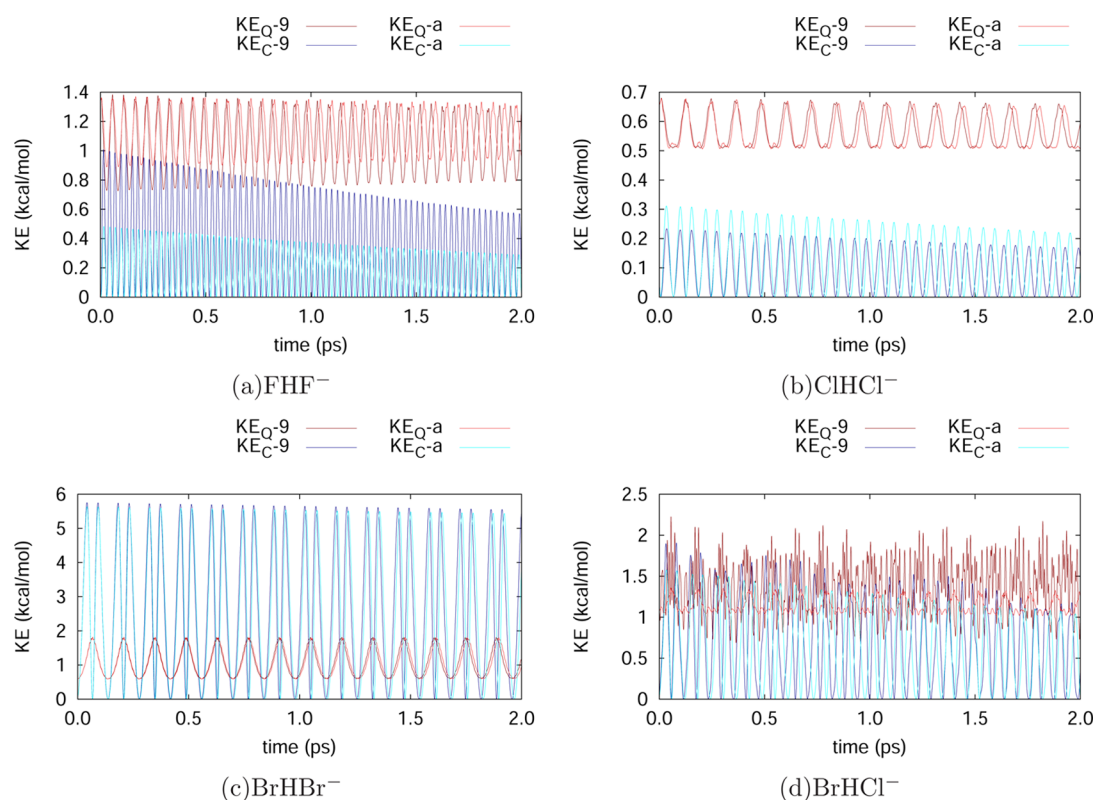 KE_Q-9 KE_Q-a
KE_C-9 KE_C-a
KE (kcal/mol)
1.4
1.2
1
0.8
0.6
0.4
0.2
0
0.0 0.5 1.0 1.5 2.0
time (ps)
(a)FHF⁻
KE_Q-9 KE_Q-a
KE_C-9 KE_C-a
KE (kcal/mol)
0.7
0.6
0.5
0.4
0.3
0.2
0.1
0
0.0 0.5 1.0 1.5 2.0
time (ps)
(b)ClHCl⁻
KE_Q-9 KE_Q-a
KE_C-9 KE_C-a
KE (kcal/mol)
6
5
4
3
2
1
0
0.0 0.5 1.0 1.5 2.0
time (ps)
(c)BrHBr⁻
KE_Q-9 KE_Q-a
KE_C-9 KE_C-a
KE (kcal/mol)
2.5
2
1.5
1
0.5
0
0.0 0.5 1.0 1.5 2.0
time (ps)
(d)BrHCl⁻